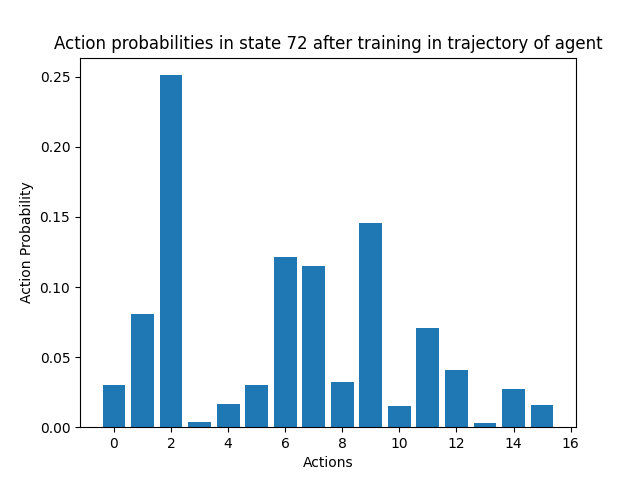 Action probabilities in state 72 after training in trajectory of agent
0.25
0.20
0.15
0.10
0.05
0.00
Action Probability
0 2 4 6 8 10 12 14 16
Actions